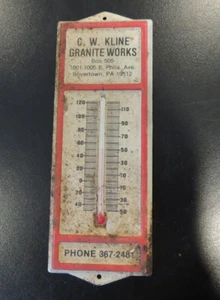 C. W. KLINE
GRANITE WORKS
Box 505
1001-1005 E. Phila. Ave.
Boyertown, PA 19512
PHONE 367-2481